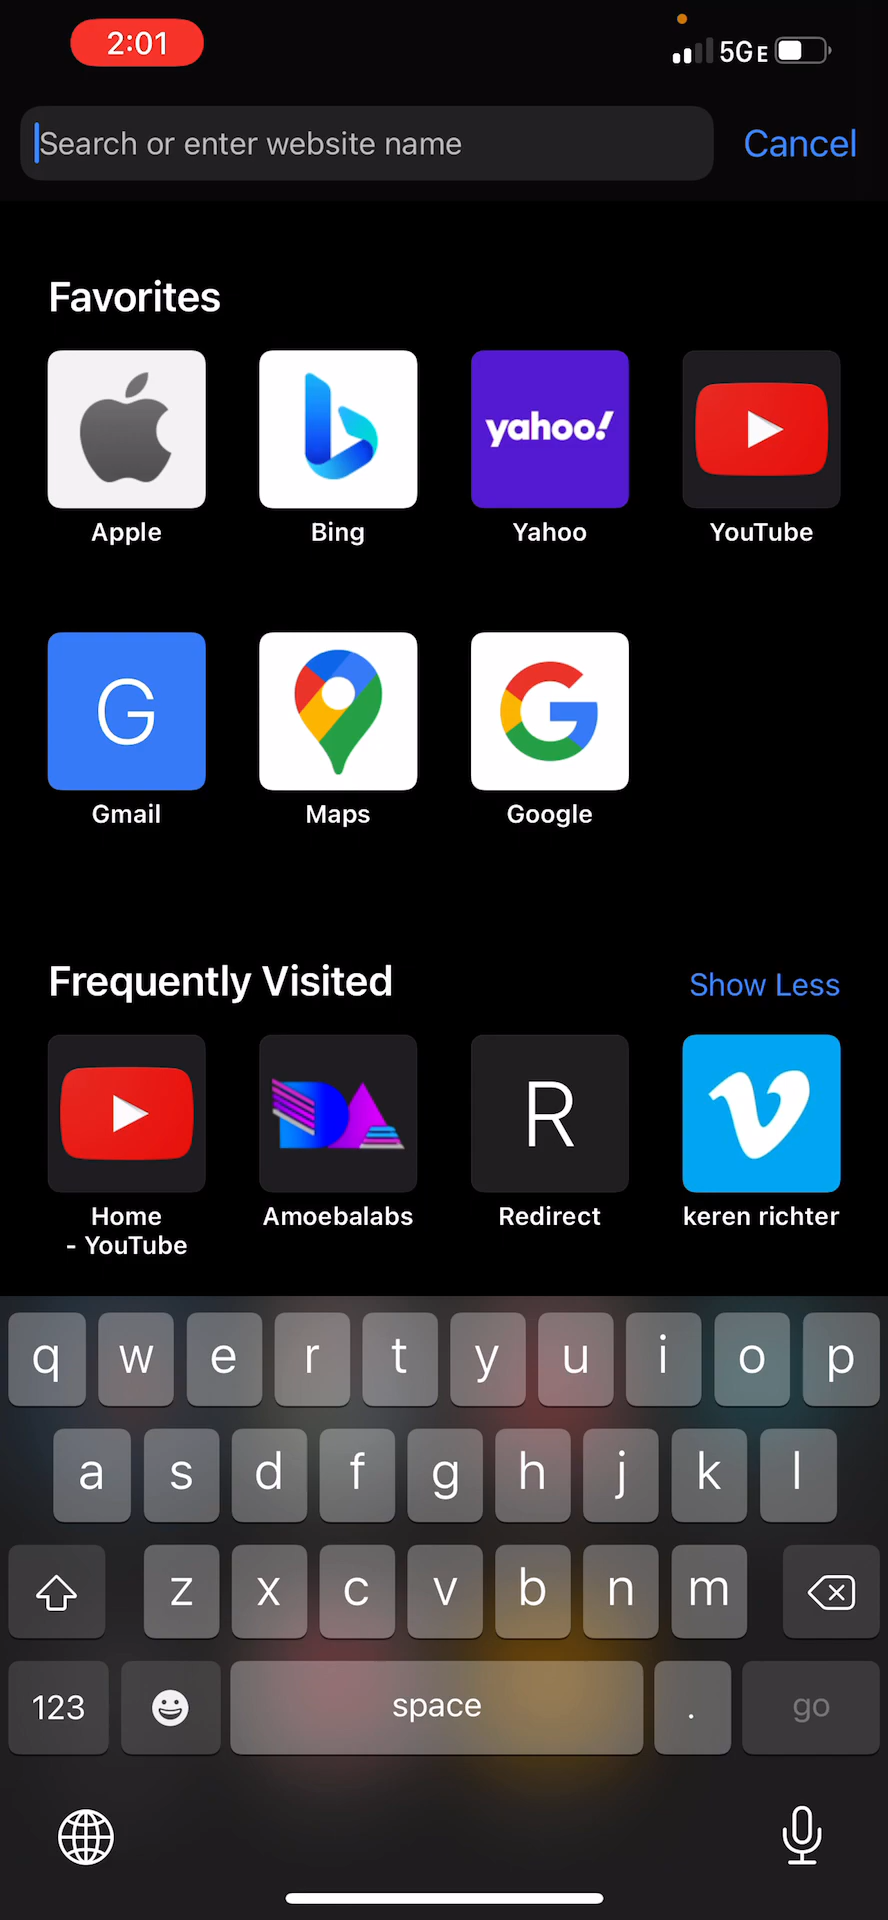 2:01
5GE
Search or enter website name
Cancel
Favorites
yahoo!
Apple
Bing
Yahoo
YouTube
G
Gmail
Maps
Google
Frequently Visited
Show Less
R
Home
- YouTube
Amoebalabs
Redirect
keren richter
q w e r t y u i o p
a s d f g h j k l
z x c v b n m
123
space
.
go